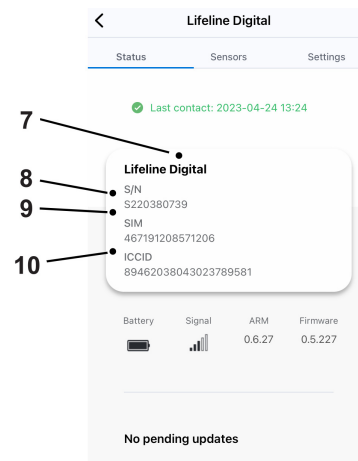 Lifeline Digital
Status Sensors Settings
Last contact: 2023-04-24 13:24
7
Lifeline Digital
8
S/N
S220380739
9
SIM
467191208571206
10
ICCID
89462038043023789581
Battery Signal ARM Firmware
0.6.27 0.5.227
No pending updates